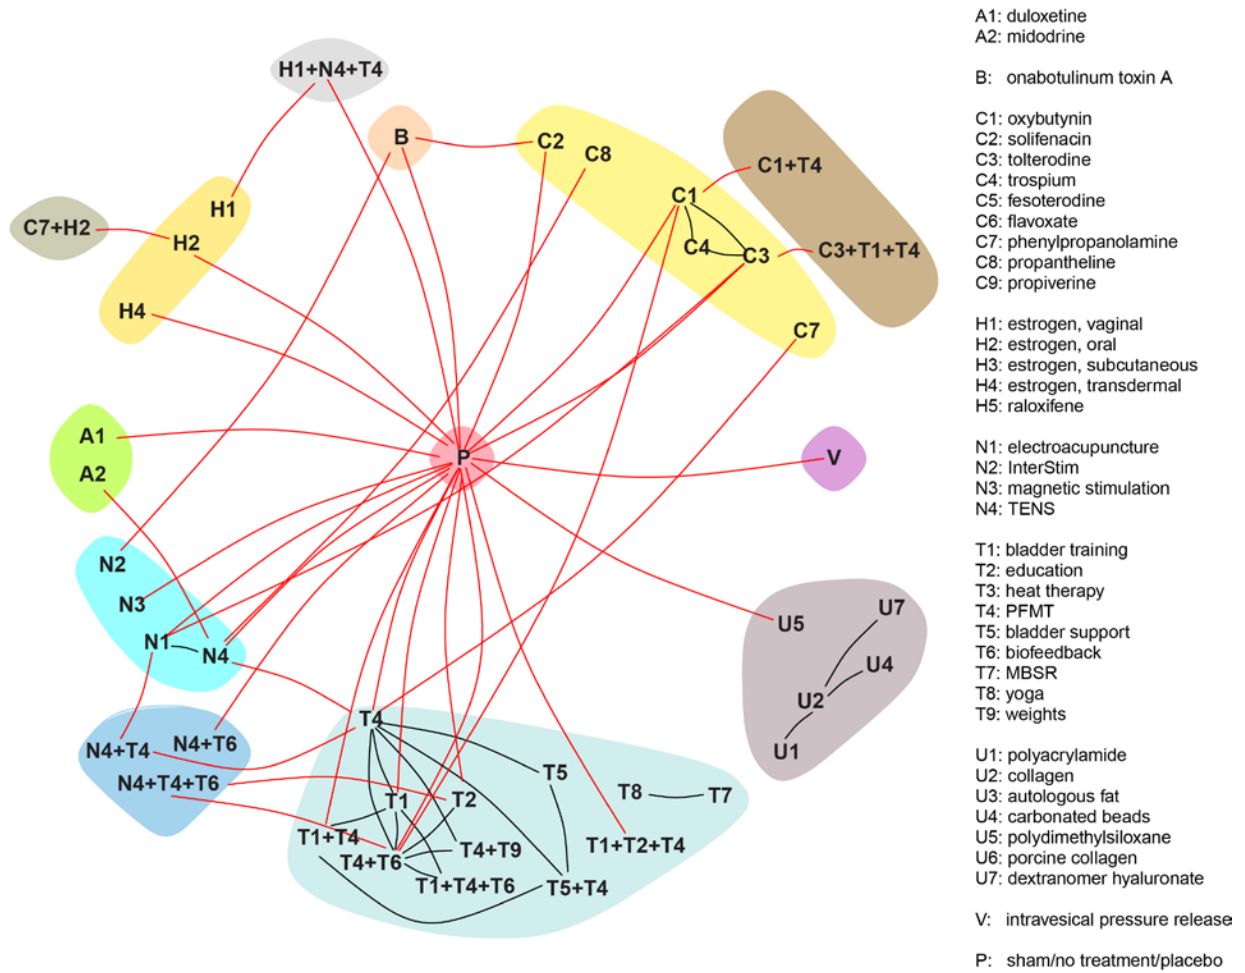 H1+N4+T4
B
C2
C8
C1
C4
C3
C7
C1+T4
C3+T1+T4
H1
H2
H4
C7+H2
A1
A2
P
V
N2
N3
N1
N4
N4+T4
N4+T6
N4+T4+T6
T4
T5
T1
T2
T8
T7
T1+T4
T4+T6
T4+T9
T1+T2+T4
T1+T4+T6
T5+T4
U5
U7
U4
U2
U1
A1: duloxetine
A2: midodrine
B: onabotulinum toxin A
C1: oxybutynin
C2: solifenacin
C3: tolterodine
C4: trospium
C5: fesoterodine
C6: flavoxate
C7: phenylpropanolamine
C8: propantheline
C9: propiverine
H1: estrogen, vaginal
H2: estrogen, oral
H3: estrogen, subcutaneous
H4: estrogen, transdermal
H5: raloxifene
N1: electroacupuncture
N2: InterStim
N3: magnetic stimulation
N4: TENS
T1: bladder training
T2: education
T3: heat therapy
T4: PFMT
T5: bladder support
T6: biofeedback
T7: MBSR
T8: yoga
T9: weights
U1: polyacrylamide
U2: collagen
U3: autologous fat
U4: carbonated beads
U5: polydimethylsiloxane
U6: porcine collagen
U7: dextranomer hyaluronate
V: intravesical pressure release
P: sham/no treatment/placebo